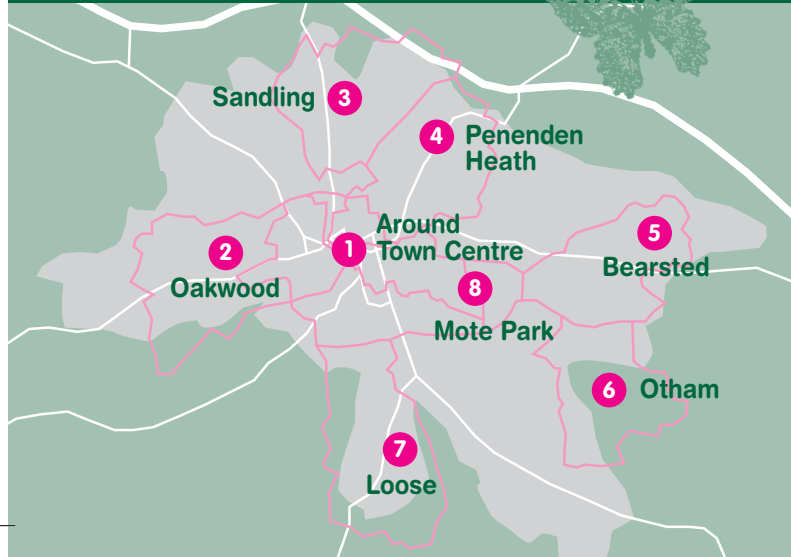 Sandling 3
4 Penenden
Heath
Around
1 Town Centre
2
Oakwood
5
Bearsted
8
Mote Park
6 Otham
7
Loose